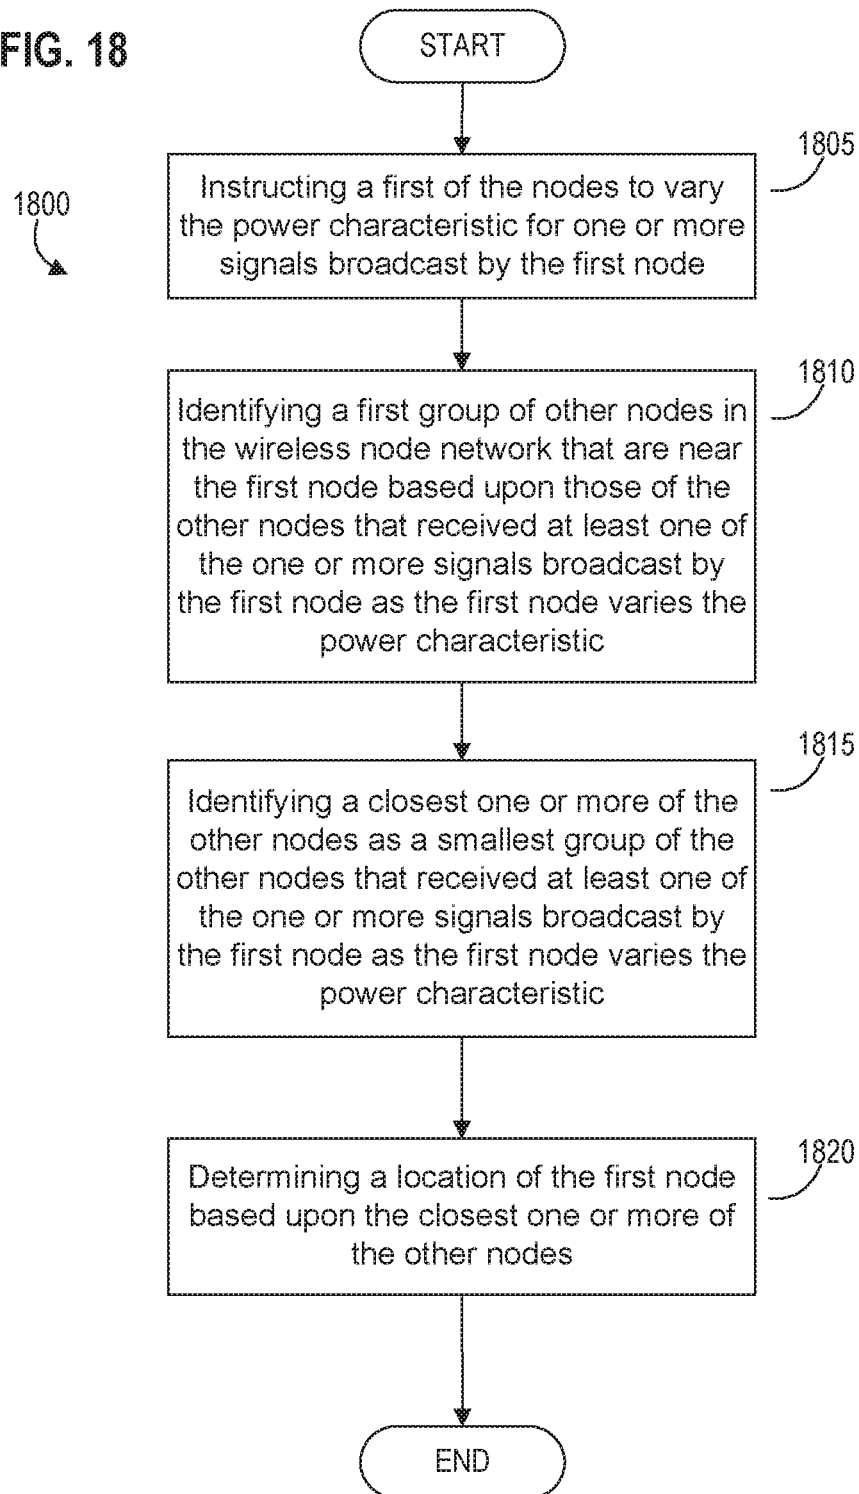 FIG. 18
START
1800
1805
Instructing a first of the nodes to vary
the power characteristic for one or more
signals broadcast by the first node
1810
Identifying a first group of other nodes in
the wireless node network that are near
the first node based upon those of the
other nodes that received at least one of
the one or more signals broadcast by
the first node as the first node varies the
power characteristic
1815
Identifying a closest one or more of the
other nodes as a smallest group of the
other nodes that received at least one of
the one or more signals broadcast by
the first node as the first node varies the
power characteristic
1820
Determining a location of the first node
based upon the closest one or more of
the other nodes
END